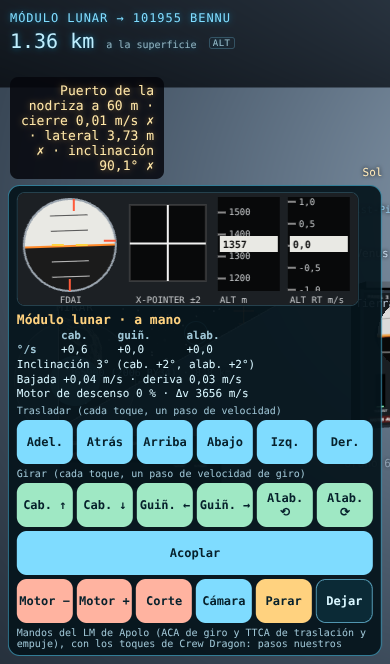 MÓDULO LUNAR → 101955 BENNU
1.36 km a la superficie ALT
Puerto de la
nodriza a 60 m ·
cierre 0,01 m/s ✗
· lateral 3,73 m
✗ · inclinación
90,1° ✗
Sol
1500
1400
1357
1300
1200
1,0
0,5
0,0
-0,5
-1,0
FDAI
X-POINTER ±2
ALT m
ALT RT m/s
Módulo lunar · a mano
cab. guiñ. alab.
°/s +0,6 +0,0 +0,0
Inclinación 3° (cab. +2°, alab. +2°)
Bajada +0,04 m/s · deriva 0,03 m/s
Motor de descenso 0 % · Δv 3656 m/s
Trasladar (cada toque, un paso de velocidad)
Adel. Atrás Arriba Abajo Izq. Der.
Girar (cada toque, un paso de velocidad de giro)
Cab. ↑ Cab. ↓ Guiñ. ← Guiñ. → Alab. ⟲ Alab. ⟳
Acoplar
Motor − Motor + Corte Cámara Parar Dejar
Mandos del LM de Apolo (ACA de giro y TTCA de traslación y
empuje), con los toques de Crew Dragon: pasos nuestros